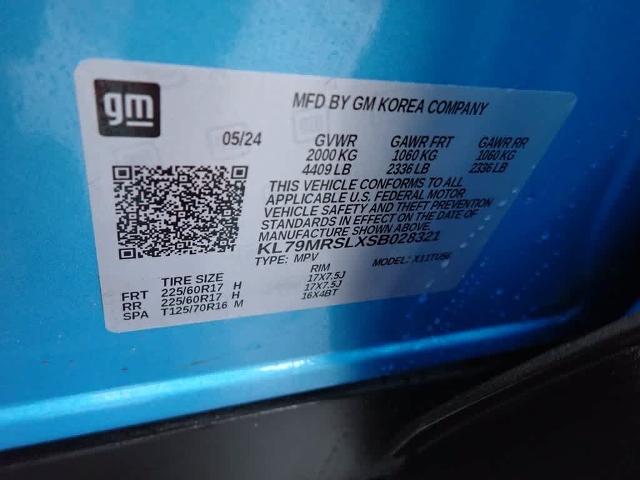 gm
MFD BY GM KOREA COMPANY
05/24 GVWR GAWR FRT GAWR RR
2000 KG 1060 KG 1060 KG
4409 LB 2336 LB 2336 LB
THIS VEHICLE CONFORMS TO ALL
APPLICABLE U.S. FEDERAL MOTOR
VEHICLE SAFETY AND THEFT PREVENTION
STANDARDS IN EFFECT ON THE DATE OF
MANUFACTURE SHOWN ABOVE.
KL79MRSLXSB028321
TYPE: MPV MODEL: X11TU56
TIRE SIZE RIM
FRT 225/60R17 H 17X7.5J
RR 225/60R17 H 17X7.5J
SPA T125/70R16 M 16X4BT